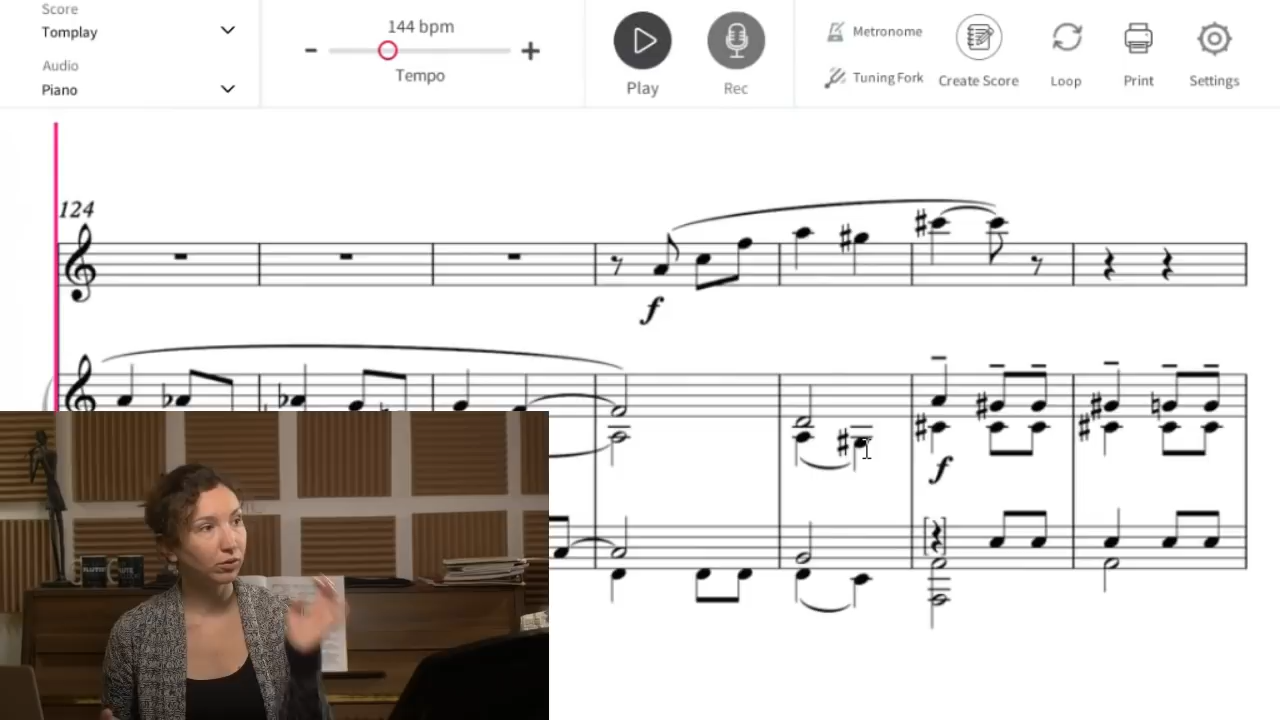 Score
Tomplay
Audio
Piano
144 bpm
Tempo
Play
Rec
Metronome
Tuning Fork
Create Score
Loop
Print
Settings
124
f
f